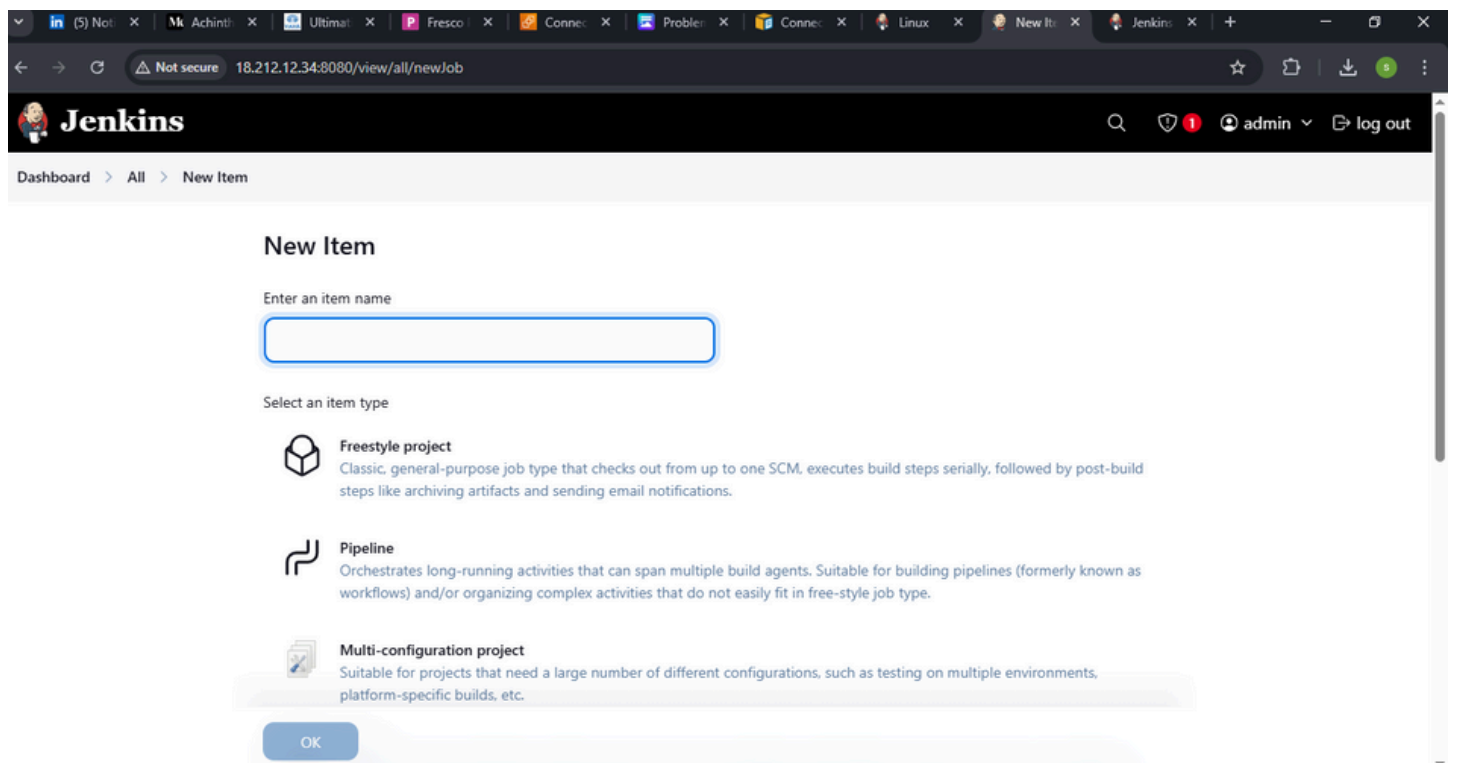 (5) Not
Achinth
Ultimat
Fresco
Connec
Problem
Connec
Linux
New Ite
Jenkins
Not secure
18.212.12.34:8080/view/all/newJob
Jenkins
1
admin
log out
Dashboard > All > New Item
New Item
Enter an item name
Select an item type
Freestyle project
Classic, general-purpose job type that checks out from up to one SCM, executes build steps serially, followed by post-build
steps like archiving artifacts and sending email notifications.
Pipeline
Orchestrates long-running activities that can span multiple build agents. Suitable for building pipelines (formerly known as
workflows) and/or organizing complex activities that do not easily fit in free-style job type.
Multi-configuration project
Suitable for projects that need a large number of different configurations, such as testing on multiple environments,
platform-specific builds, etc.
OK